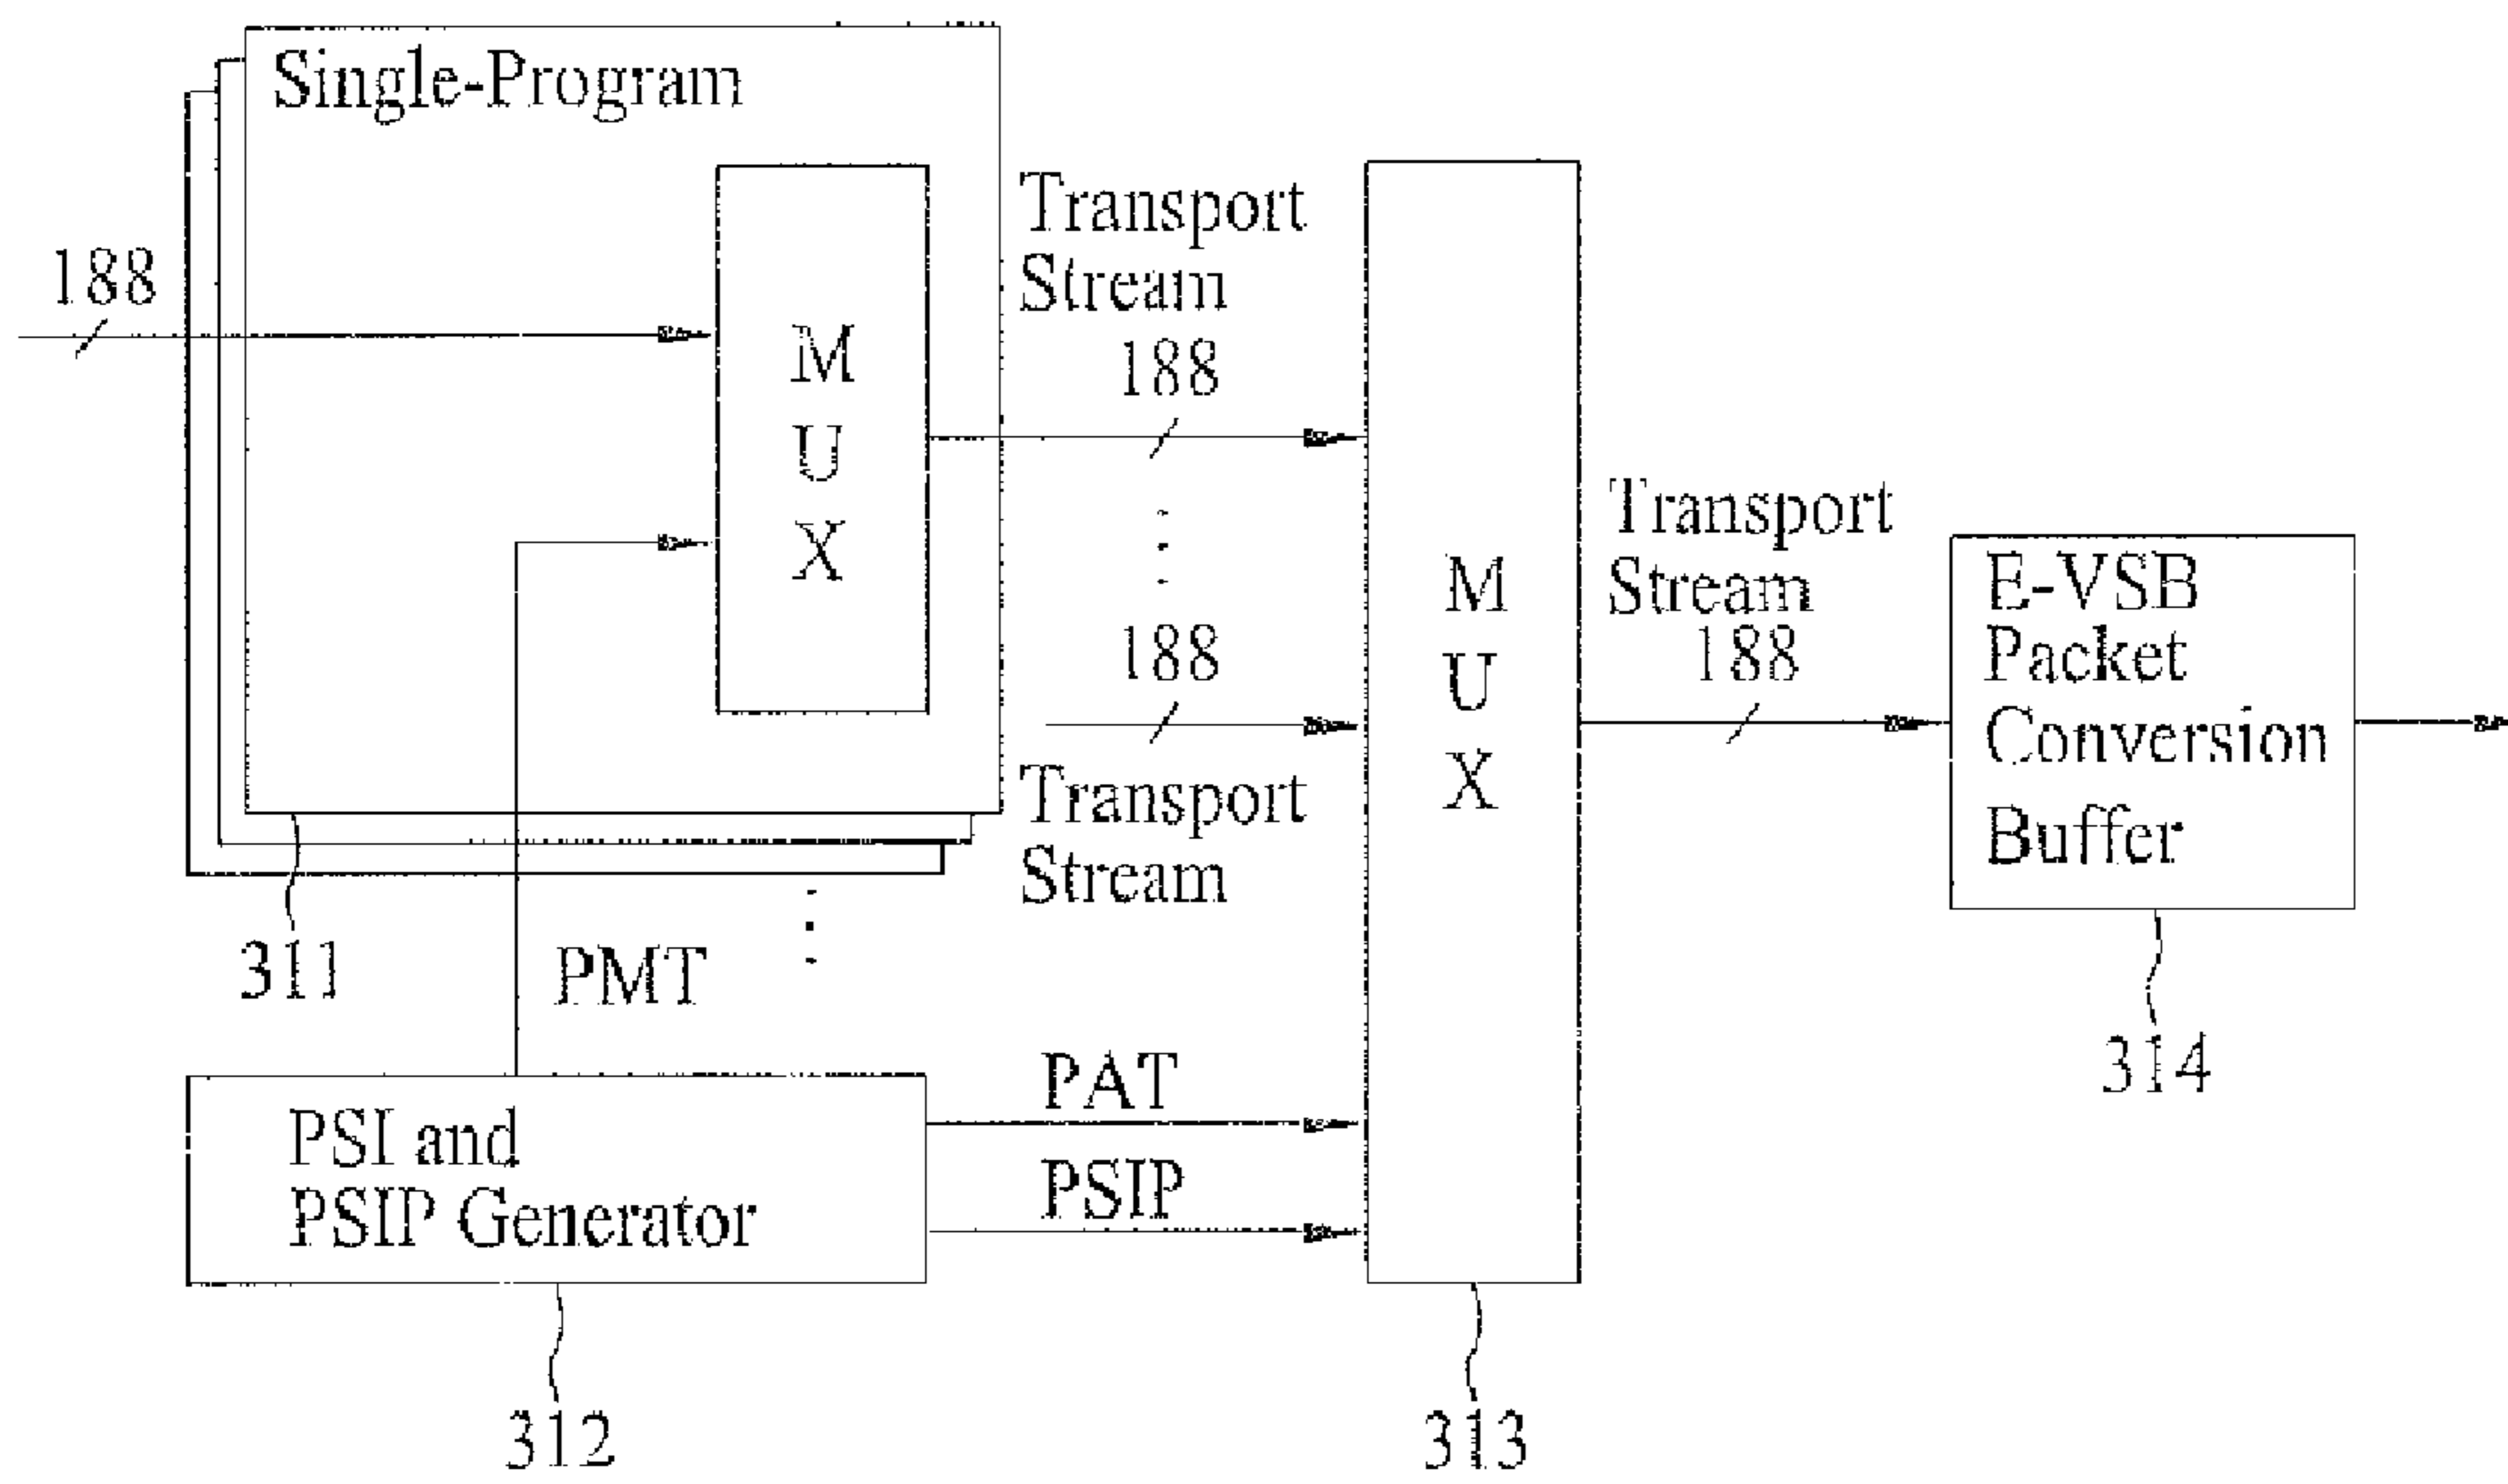 Single-Program
188
M
U
X
Transport
Stream
188
188
Transport
Stream
M
U
X
Transport
Stream
188
E-VSB
Packet
Conversion
Buffer
311
PMT
314
PSI and
PSIP Generator
PAT
PSIP
312
313